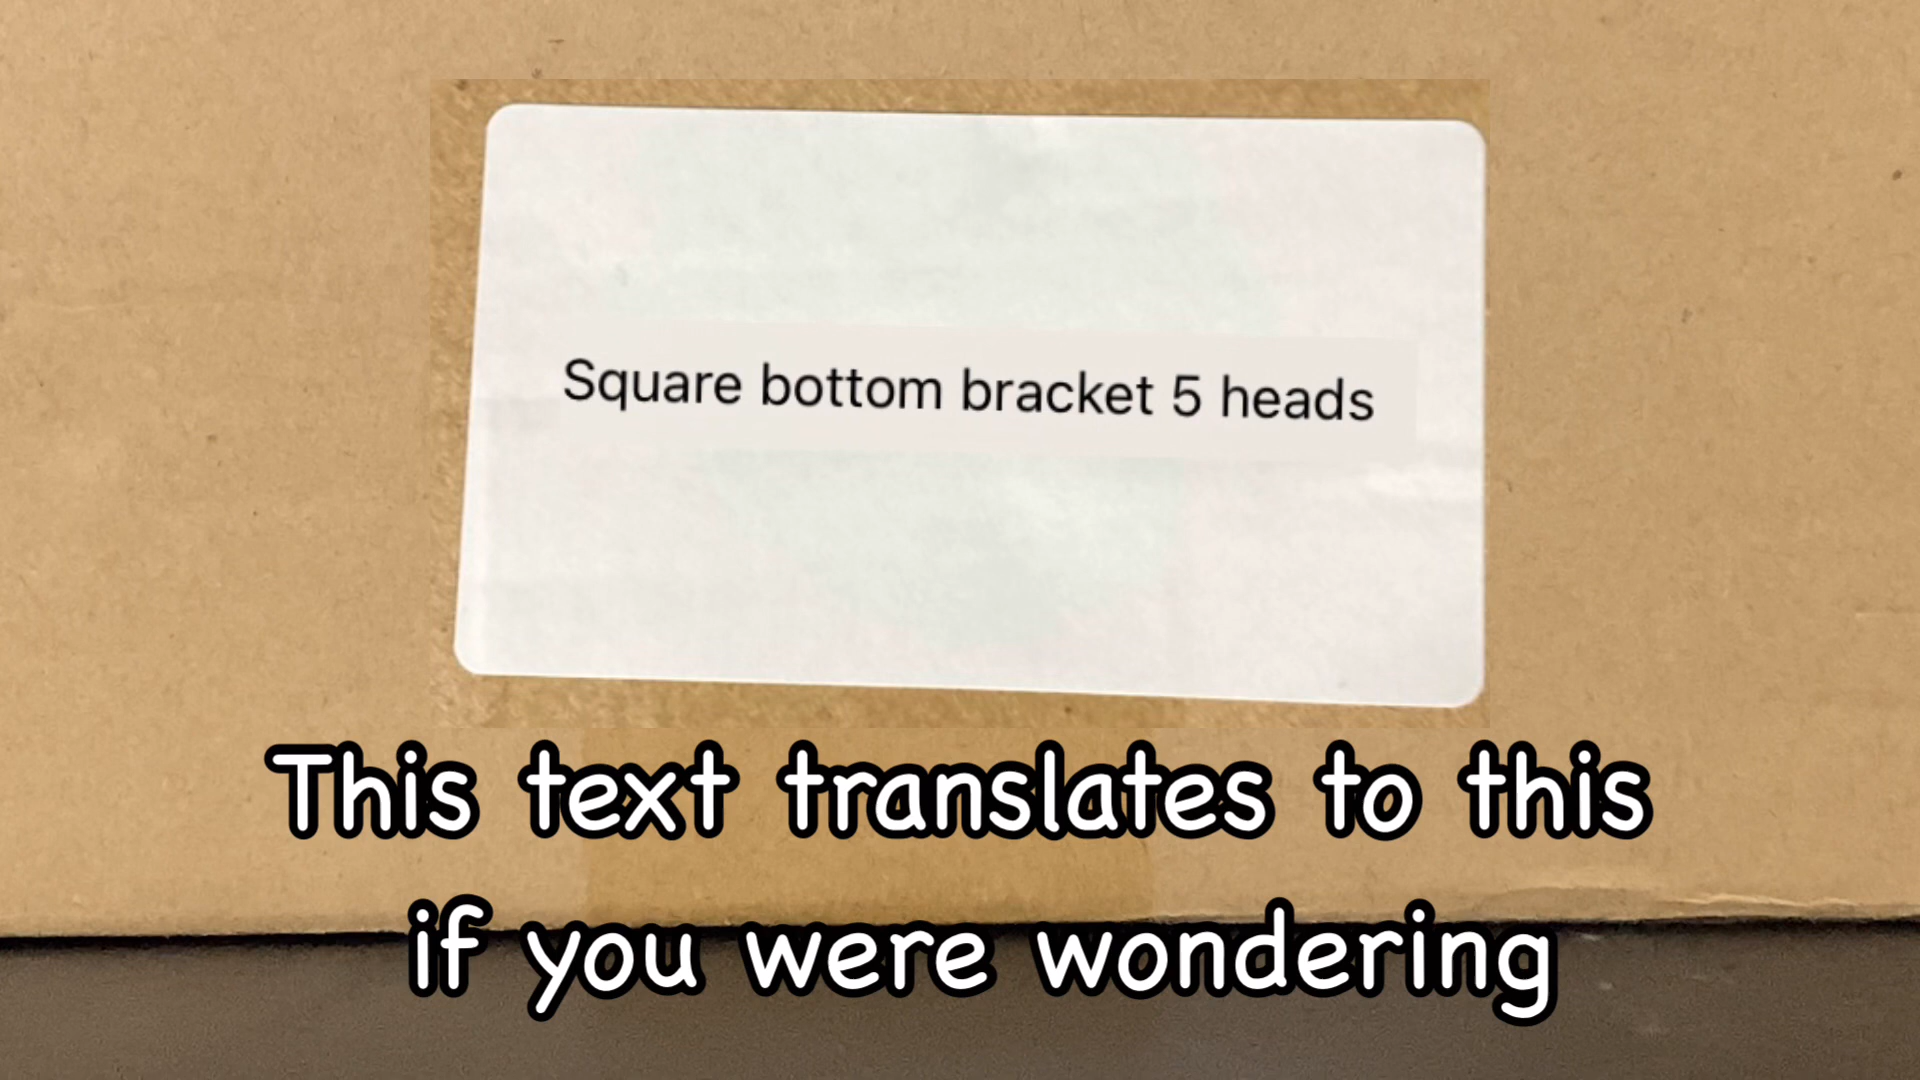 Square bottom bracket 5 heads
This text translates to this
if you were wondering